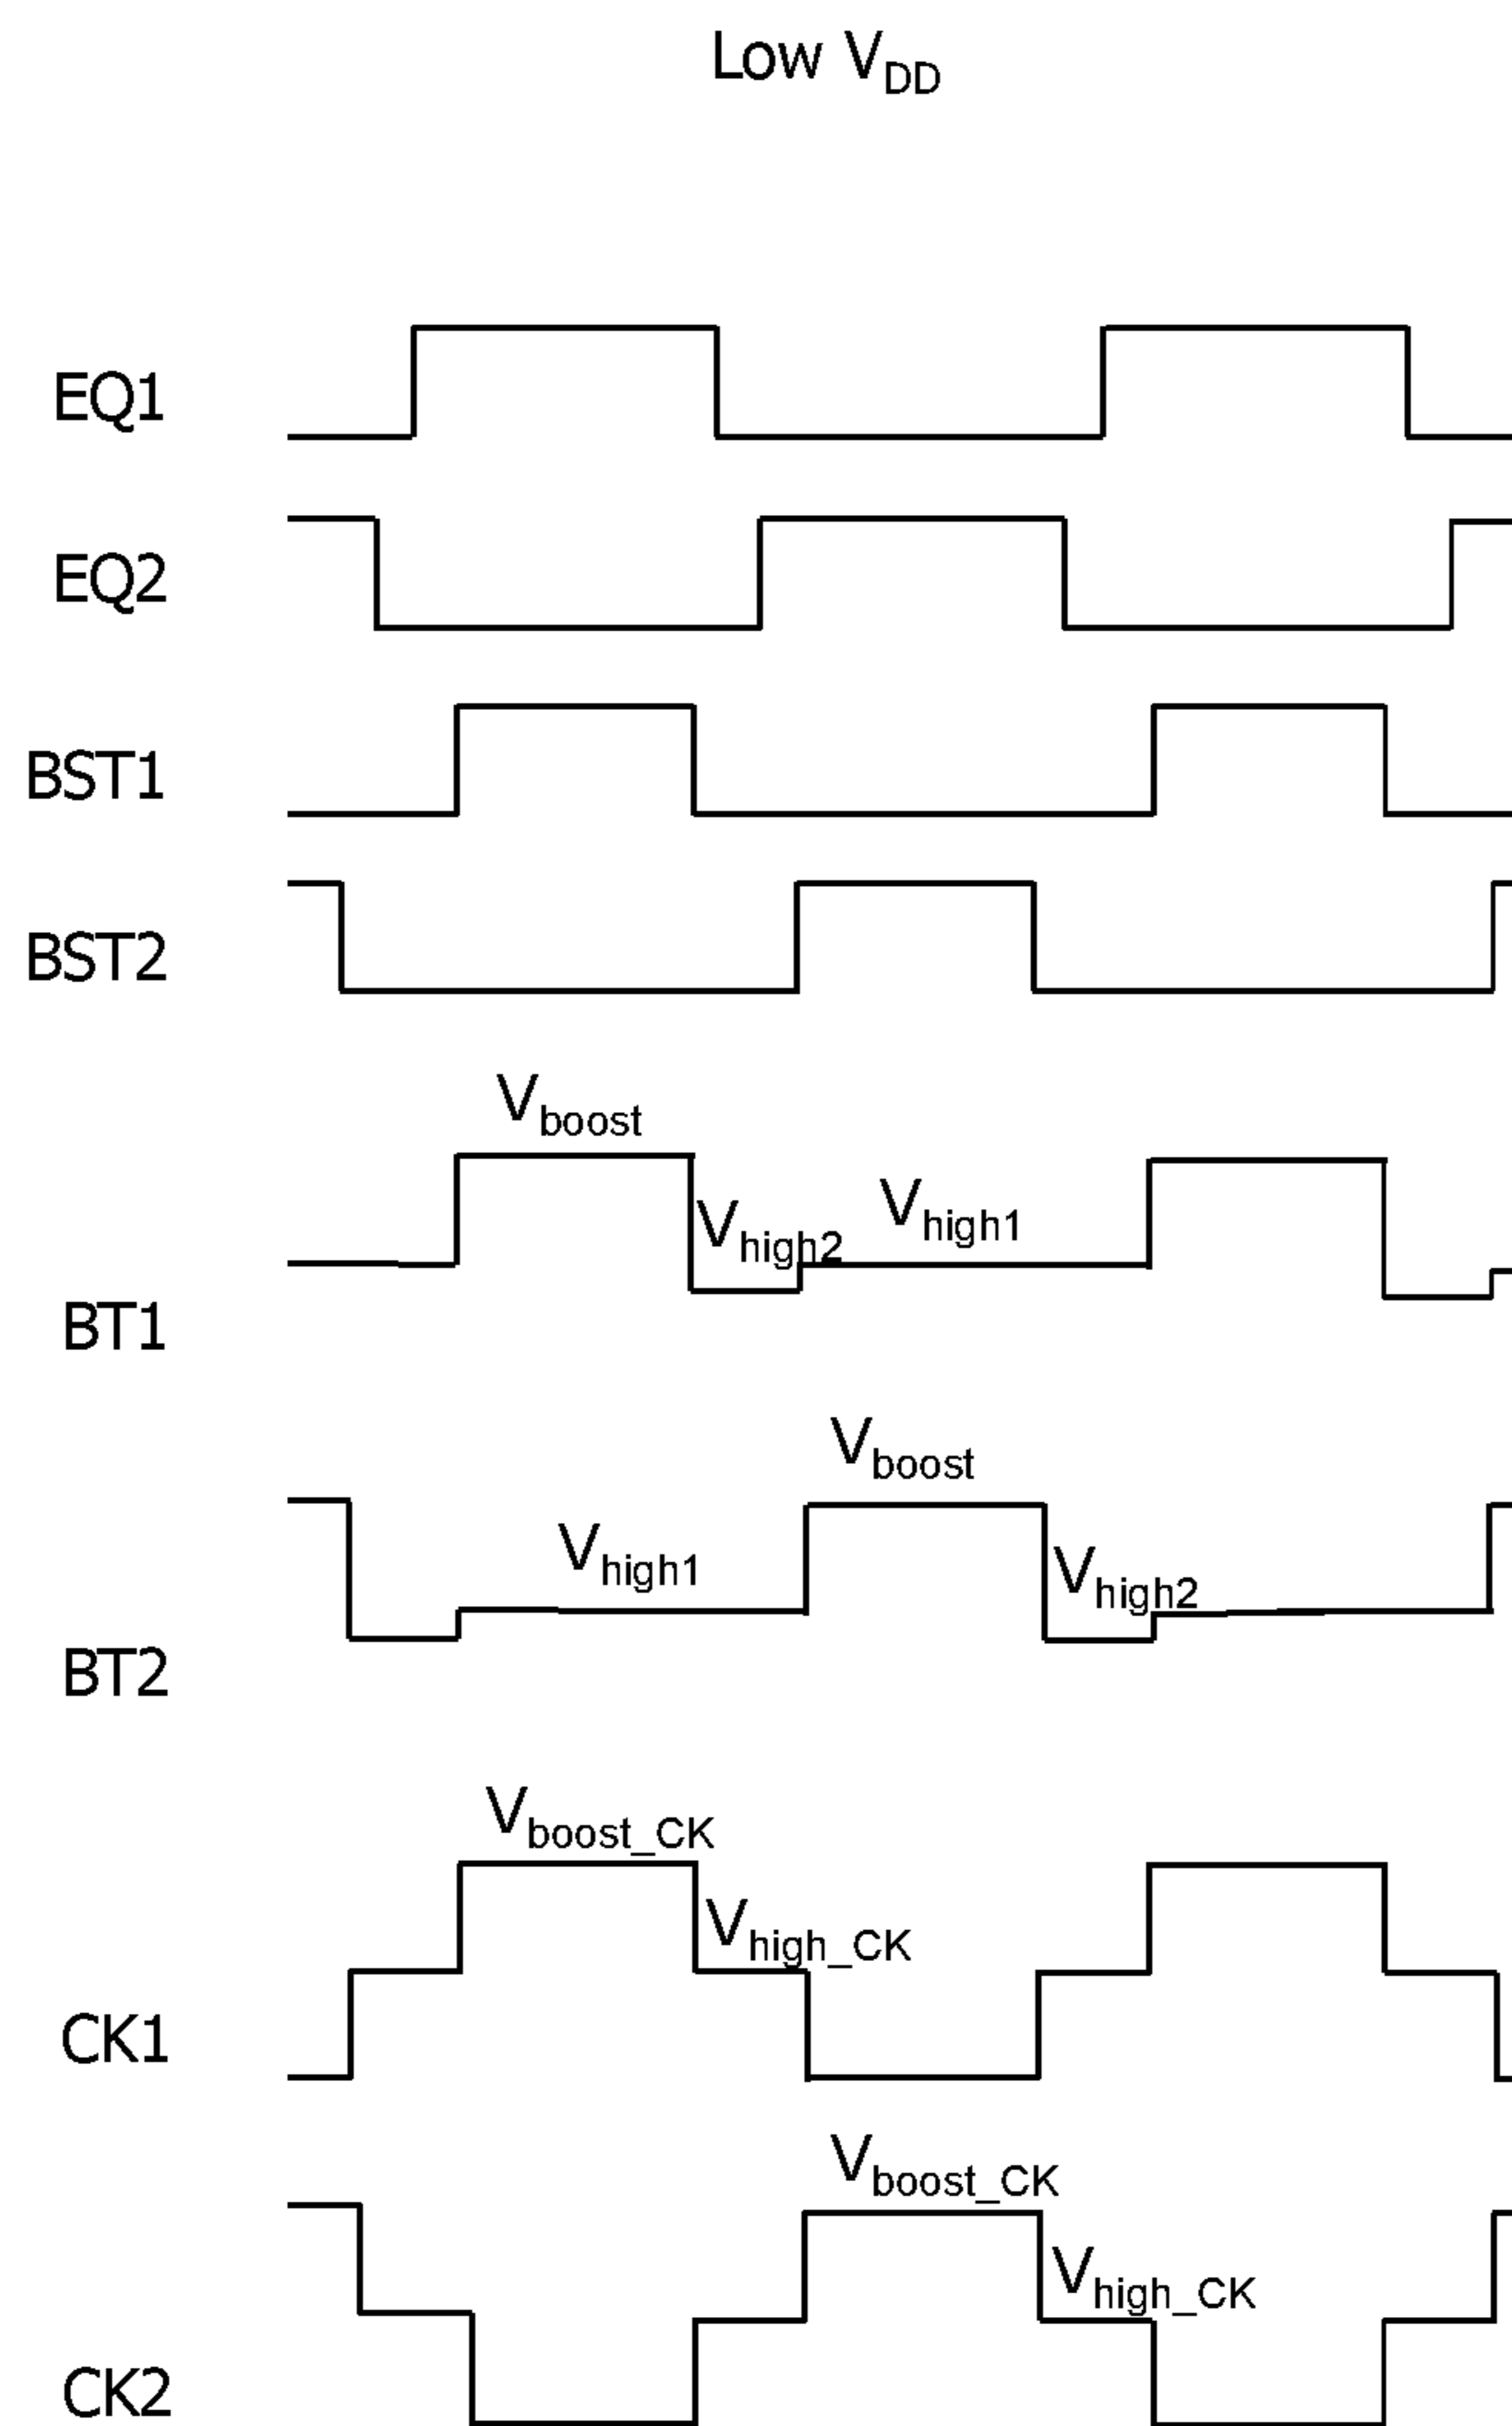 Low VDD
EQ1
EQ2
BST1
BST2
Vboost
Vhigh2
Vhigh1
BT1
Vboost
Vhigh1
Vhigh2
BT2
Vboost_CK
Vhigh_CK
CK1
Vboost_CK
Vhigh_CK
CK2